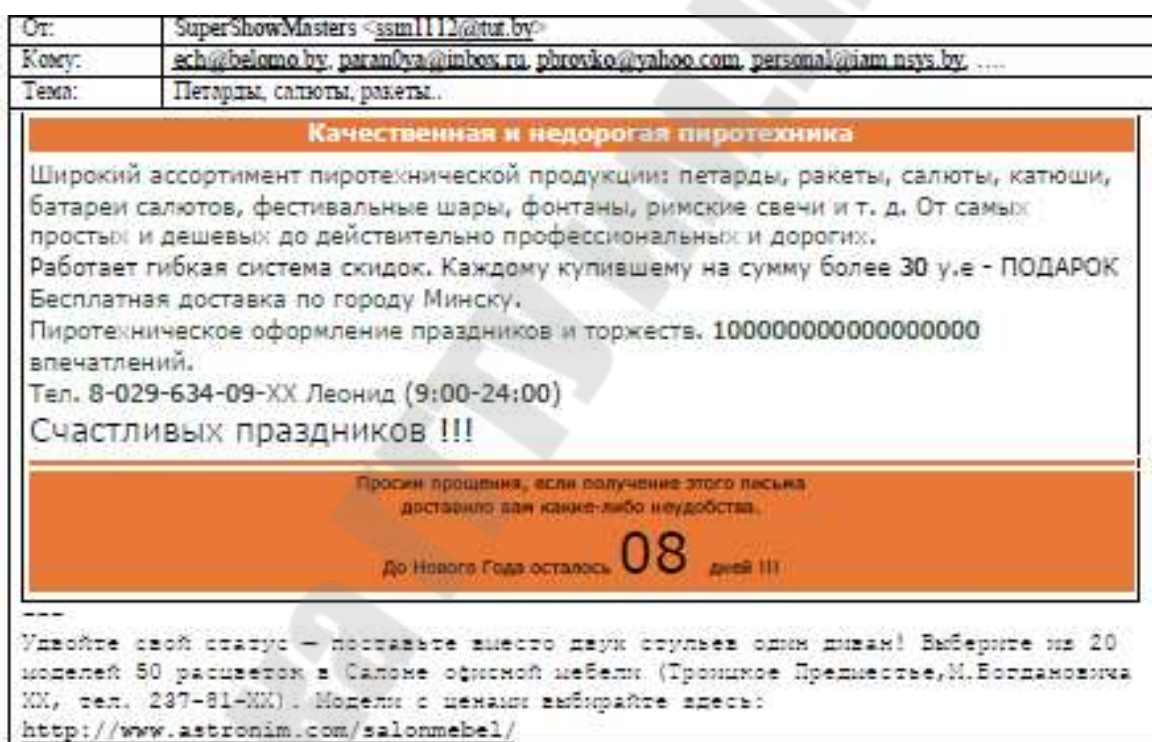 От: SuperShowMasters <ssm1112@tut.by>
Кому: ech@belomo.by, paran0ya@inbox.ru, pbrovko@yahoo.com, personal@iam.nsys.by, ….
Тема: Петарды, салюты, ракеты..
Качественная и недорогая пиротехника
Широкий ассортимент пиротехнической продукции: петарды, ракеты, салюты, катюши,
батареи салютов, фестивальные шары, фонтаны, римские свечи и т. д. От самых
простых и дешевых до действительно профессиональных и дорогих.
Работает гибкая система скидок. Каждому купившему на сумму более 30 у.е - ПОДАРОК
Бесплатная доставка по городу Минску.
Пиротехническое оформление праздников и торжеств. 100000000000000000
впечатлений.
Тел. 8-029-634-09-XX Леонид (9:00-24:00)
Счастливых праздников !!!
Просим прощения, если получение этого письма
доставило вам какие-либо неудобства.
До Нового Года осталось 08 дней !!!
---
Удвойте свой статус – поставьте вместо двух стульев один диван! Выберите из 20
моделей 50 расцветок в Салоне офисной мебели (Троицкое Предместье,М.Богдановича
XX, тел. 237-81-XX). Модели с ценами выбирайте здесь:
http://www.astronim.com/salonmebel/